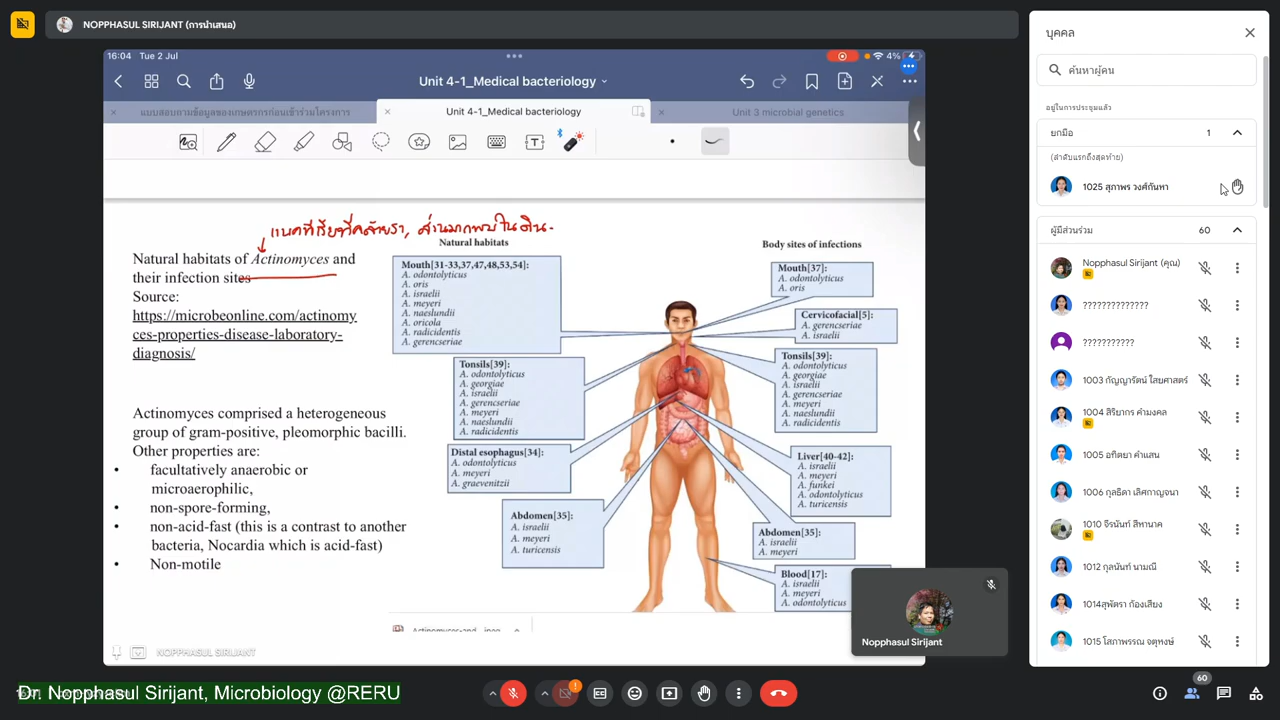 NOPPHASUL SIRIJANT (การนำเสนอ)
16:04 Tue 2 Jul
4%
Unit 4-1_Medical bacteriology
แบบสอบถามข้อมูลของเกษตรกรก่อนเข้าร่วมโครงการ
Unit 4-1_Medical bacteriology
Unit 3 microbial genetics
แบคทีเรียที่คล้ายรา, ส่วนมากพบในดิน.
Natural habitats of Actinomyces and
their infection sites
Source:
https://microbeonline.com/actinomy
ces-properties-disease-laboratory-
diagnosis/
Actinomyces comprised a heterogeneous
group of gram-positive, pleomorphic bacilli.
Other properties are:
• facultatively anaerobic or
microaerophilic,
• non-spore-forming,
• non-acid-fast (this is a contrast to another
bacteria, Nocardia which is acid-fast)
• Non-motile
Natural habitats
Mouth[31-33,37,47,48,53,54]:
A. odontolyticus
A. oris
A. israelii
A. meyeri
A. naeslundii
A. oricola
A. radicidentis
A. gerencseriae
Tonsils[39]:
A. odontolyticus
A. georgiae
A. israelii
A. gerencseriae
A. meyeri
A. naeslundii
A. radicidentis
Distal esophagus[34]:
A. odontolyticus
A. meyeri
A. graevenitzii
Abdomen[35]:
A. israelii
A. meyeri
A. turicensis
Body sites of infections
Mouth[37]:
A. odontolyticus
A. oris
Cervicofacial[5]:
A. gerencseriae
A. israelii
Tonsils[39]:
A. odontolyticus
A. georgiae
A. israelii
A. gerencseriae
A. meyeri
A. naeslundii
A. radicidentis
Liver[40-42]:
A. israelii
A. meyeri
A. funkei
A. odontolyticus
A. turicensis
Abdomen[35]:
A. israelii
A. meyeri
Blood[17]:
A. israelii
A. meyeri
A. odontolyticus
NOPPHASUL SIRIJANT
Nopphasul Sirijant
Dr. Nopphasul Sirijant, Microbiology @RERU
บุคคล
ค้นหาผู้คน
อยู่ในการประชุมแล้ว
ยกมือ 1
(ลำดับแรกถึงสุดท้าย)
1025 สุภาพร วงศ์กันหา
ผู้มีส่วนร่วม 60
Nopphasul Sirijant (คุณ)
??????????????
???????????
1003 กัญญารัตน์ ไสยศาสตร์
1004 สิริยากร คำมงคล
1005 อทิตยา คำแสน
1006 กุลธิดา เลิศกาญจนา
1010 จีรนันท์ สีหานาค
1012 กุลนันท์ นามณี
1014สุพัตรา ก้องเสียง
1015 โสภาพรรณ จตุหงษ์
60